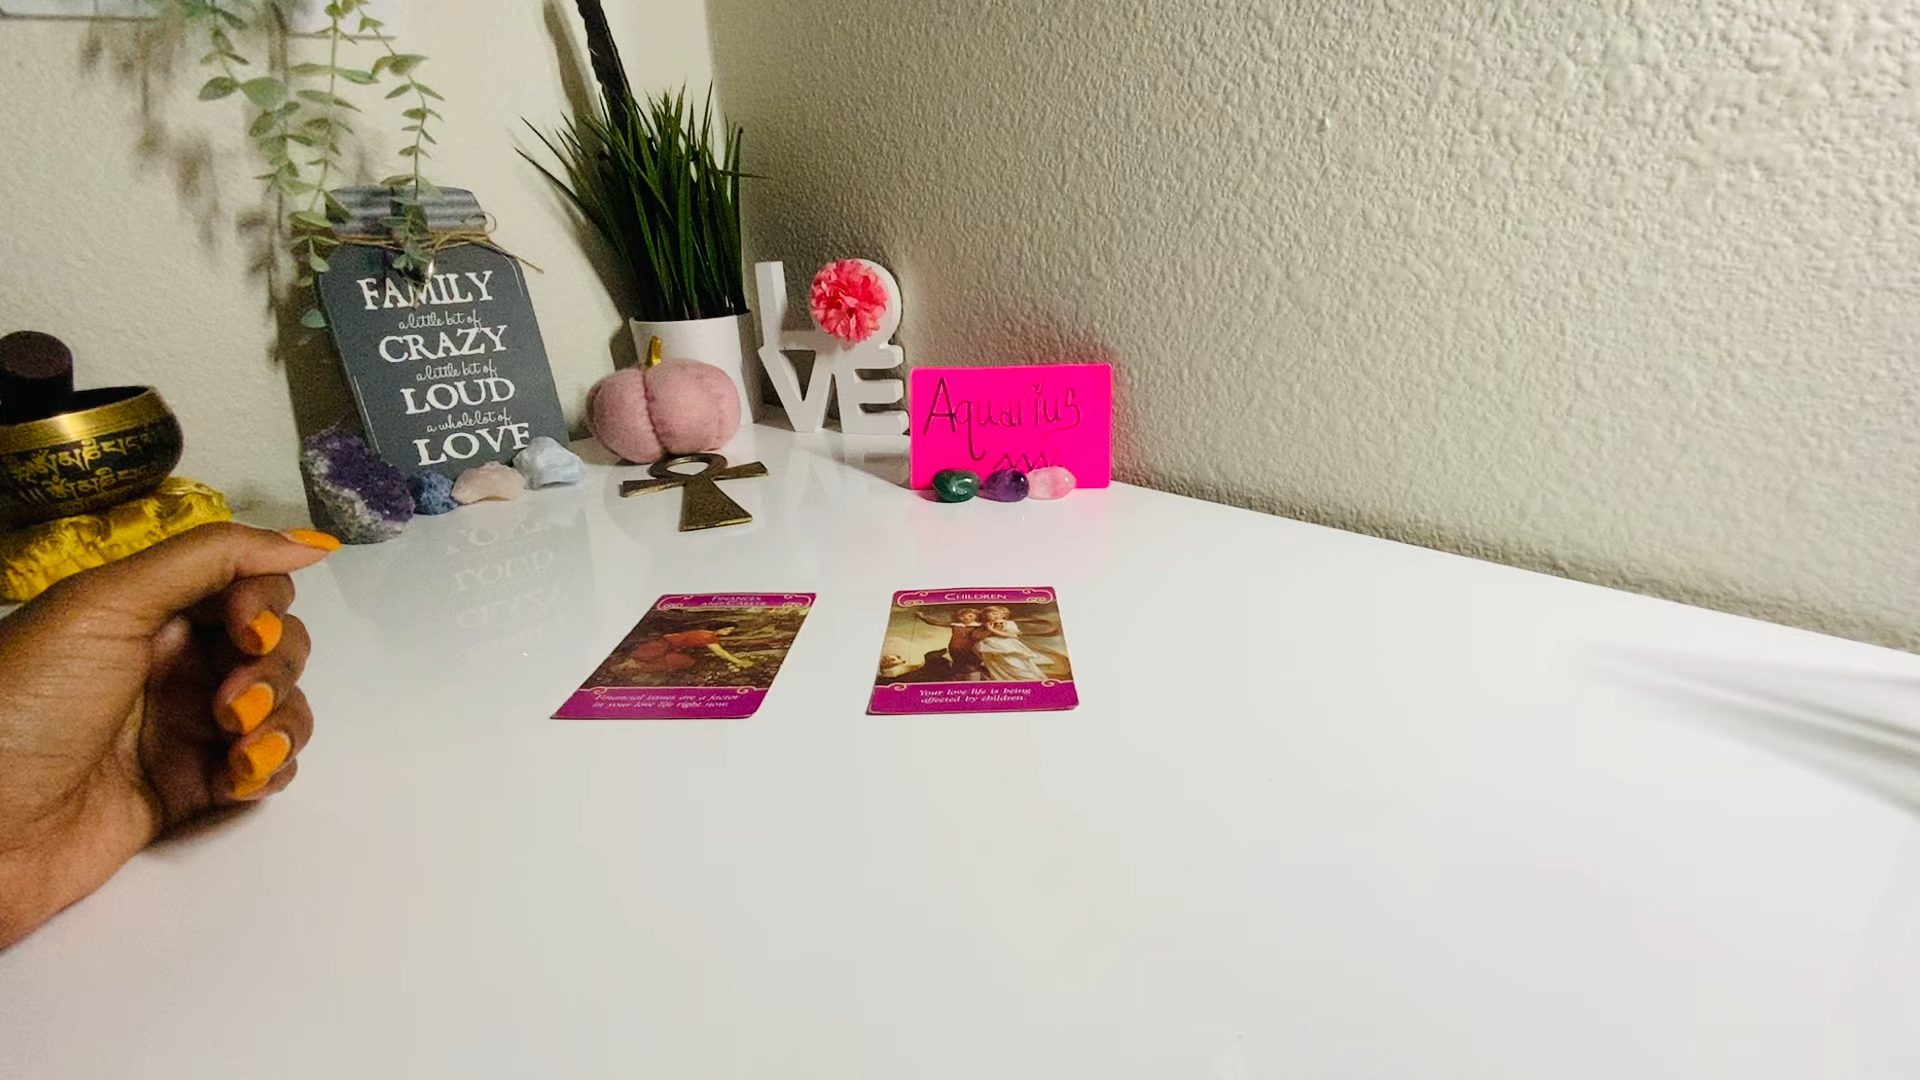 FAMILY
a little bit of
CRAZY
a little bit of
LOUD
a whole lot of
LOVE
LOVE
Aquarius
FINANCES
AND CAREER
Financial issues are a factor
in your love life right now.
CHILDREN
Your love life is being
affected by children.